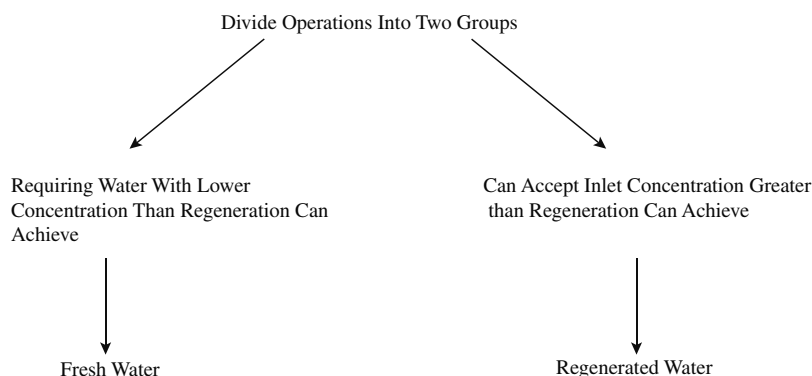 Divide Operations Into Two Groups
Requiring Water With Lower
Concentration Than Regeneration Can
Achieve
Can Accept Inlet Concentration Greater
than Regeneration Can Achieve
Fresh Water
Regenerated Water